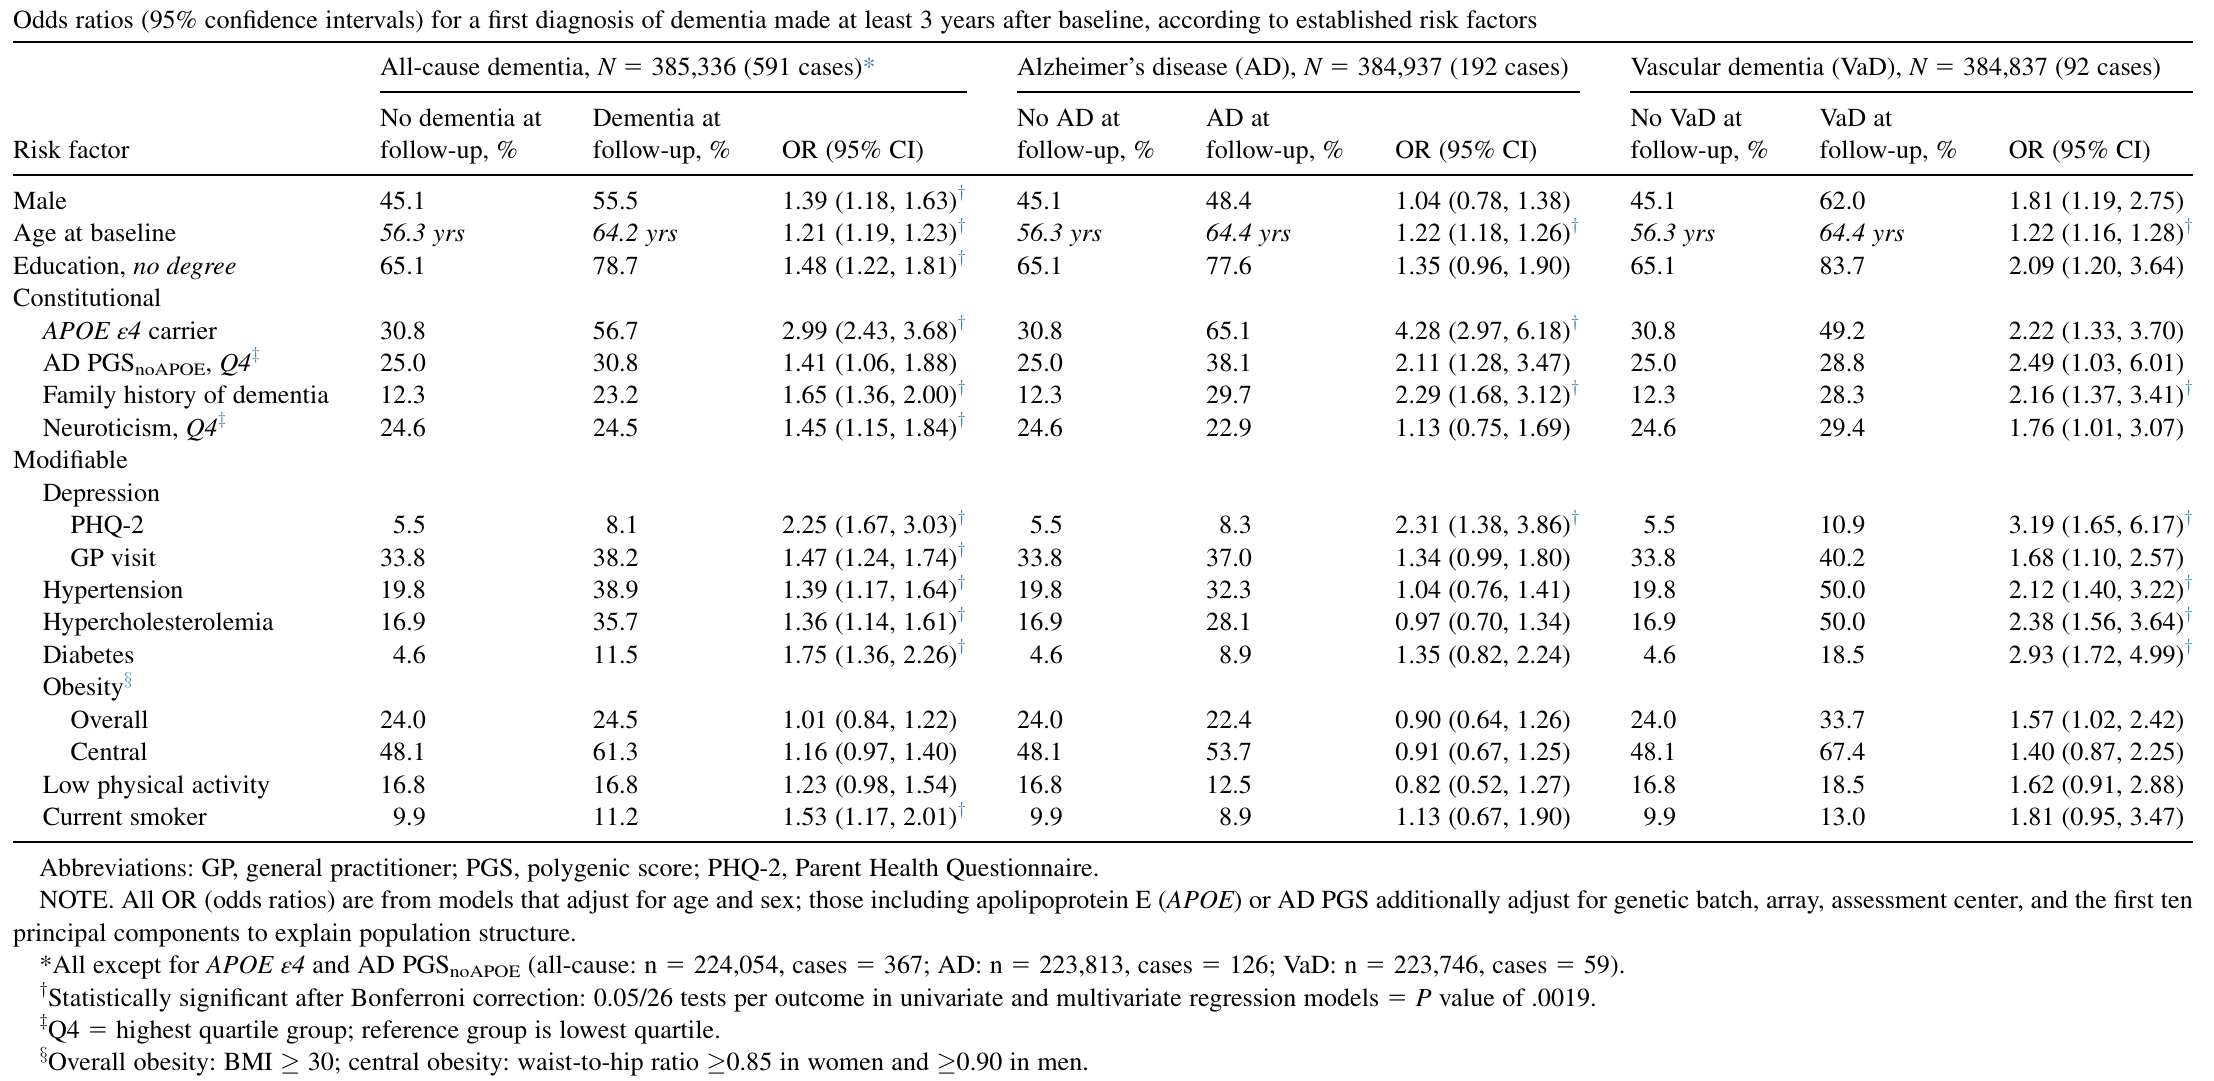 Odds ratios (95% confidence intervals) for a first diagnosis of dementia made at least 3 years after baseline, according to established risk factors
All-cause dementia, N = 385,336 (591 cases)* Alzheimer's disease (AD), N = 384,937 (192 cases) Vascular dementia (VaD), N = 384,837 (92 cases)
No dementia at Dementia at No AD at AD at No VaD at VaD at
Risk factor follow-up, % follow-up, % OR (95% CI) follow-up, % follow-up, % OR (95% CI) follow-up, % follow-up, % OR (95% CI)
Male 45.1 55.5 1.39 (1.18, 1.63)† 45.1 48.4 1.04 (0.78, 1.38) 45.1 62.0 1.81 (1.19, 2.75)
Age at baseline 56.3 yrs 64.2 yrs 1.21 (1.19, 1.23)† 56.3 yrs 64.4 yrs 1.22 (1.18, 1.26)† 56.3 yrs 64.4 yrs 1.22 (1.16, 1.28)†
Education, no degree 65.1 78.7 1.48 (1.22, 1.81)† 65.1 77.6 1.35 (0.96, 1.90) 65.1 83.7 2.09 (1.20, 3.64)
Constitutional
APOE ε4 carrier 30.8 56.7 2.99 (2.43, 3.68)† 30.8 65.1 4.28 (2.97, 6.18)† 30.8 49.2 2.22 (1.33, 3.70)
AD PGSnoAPOE, Q4‡ 25.0 30.8 1.41 (1.06, 1.88) 25.0 38.1 2.11 (1.28, 3.47) 25.0 28.8 2.49 (1.03, 6.01)
Family history of dementia 12.3 23.2 1.65 (1.36, 2.00)† 12.3 29.7 2.29 (1.68, 3.12)† 12.3 28.3 2.16 (1.37, 3.41)†
Neuroticism, Q4‡ 24.6 24.5 1.45 (1.15, 1.84)† 24.6 22.9 1.13 (0.75, 1.69) 24.6 29.4 1.76 (1.01, 3.07)
Modifiable
Depression
PHQ-2 5.5 8.1 2.25 (1.67, 3.03)† 5.5 8.3 2.31 (1.38, 3.86)† 5.5 10.9 3.19 (1.65, 6.17)†
GP visit 33.8 38.2 1.47 (1.24, 1.74)† 33.8 37.0 1.34 (0.99, 1.80) 33.8 40.2 1.68 (1.10, 2.57)
Hypertension 19.8 38.9 1.39 (1.17, 1.64)† 19.8 32.3 1.04 (0.76, 1.41) 19.8 50.0 2.12 (1.40, 3.22)†
Hypercholesterolemia 16.9 35.7 1.36 (1.14, 1.61)† 16.9 28.1 0.97 (0.70, 1.34) 16.9 50.0 2.38 (1.56, 3.64)†
Diabetes 4.6 11.5 1.75 (1.36, 2.26)† 4.6 8.9 1.35 (0.82, 2.24) 4.6 18.5 2.93 (1.72, 4.99)†
Obesity§
Overall 24.0 24.5 1.01 (0.84, 1.22) 24.0 22.4 0.90 (0.64, 1.26) 24.0 33.7 1.57 (1.02, 2.42)
Central 48.1 61.3 1.16 (0.97, 1.40) 48.1 53.7 0.91 (0.67, 1.25) 48.1 67.4 1.40 (0.87, 2.25)
Low physical activity 16.8 16.8 1.23 (0.98, 1.54) 16.8 12.5 0.82 (0.52, 1.27) 16.8 18.5 1.62 (0.91, 2.88)
Current smoker 9.9 11.2 1.53 (1.17, 2.01)† 9.9 8.9 1.13 (0.67, 1.90) 9.9 13.0 1.81 (0.95, 3.47)
Abbreviations: GP, general practitioner; PGS, polygenic score; PHQ-2, Parent Health Questionnaire.
NOTE. All OR (odds ratios) are from models that adjust for age and sex; those including apolipoprotein E (APOE) or AD PGS additionally adjust for genetic batch, array, assessment center, and the first ten
principal components to explain population structure.
*All except for APOE ε4 and AD PGSnoAPOE (all-cause: n = 224,054, cases = 367; AD: n = 223,813, cases = 126; VaD: n = 223,746, cases = 59).
†Statistically significant after Bonferroni correction: 0.05/26 tests per outcome in univariate and multivariate regression models = P value of .0019.
‡Q4 = highest quartile group; reference group is lowest quartile.
§Overall obesity: BMI ≥ 30; central obesity: waist-to-hip ratio ≥0.85 in women and ≥0.90 in men.